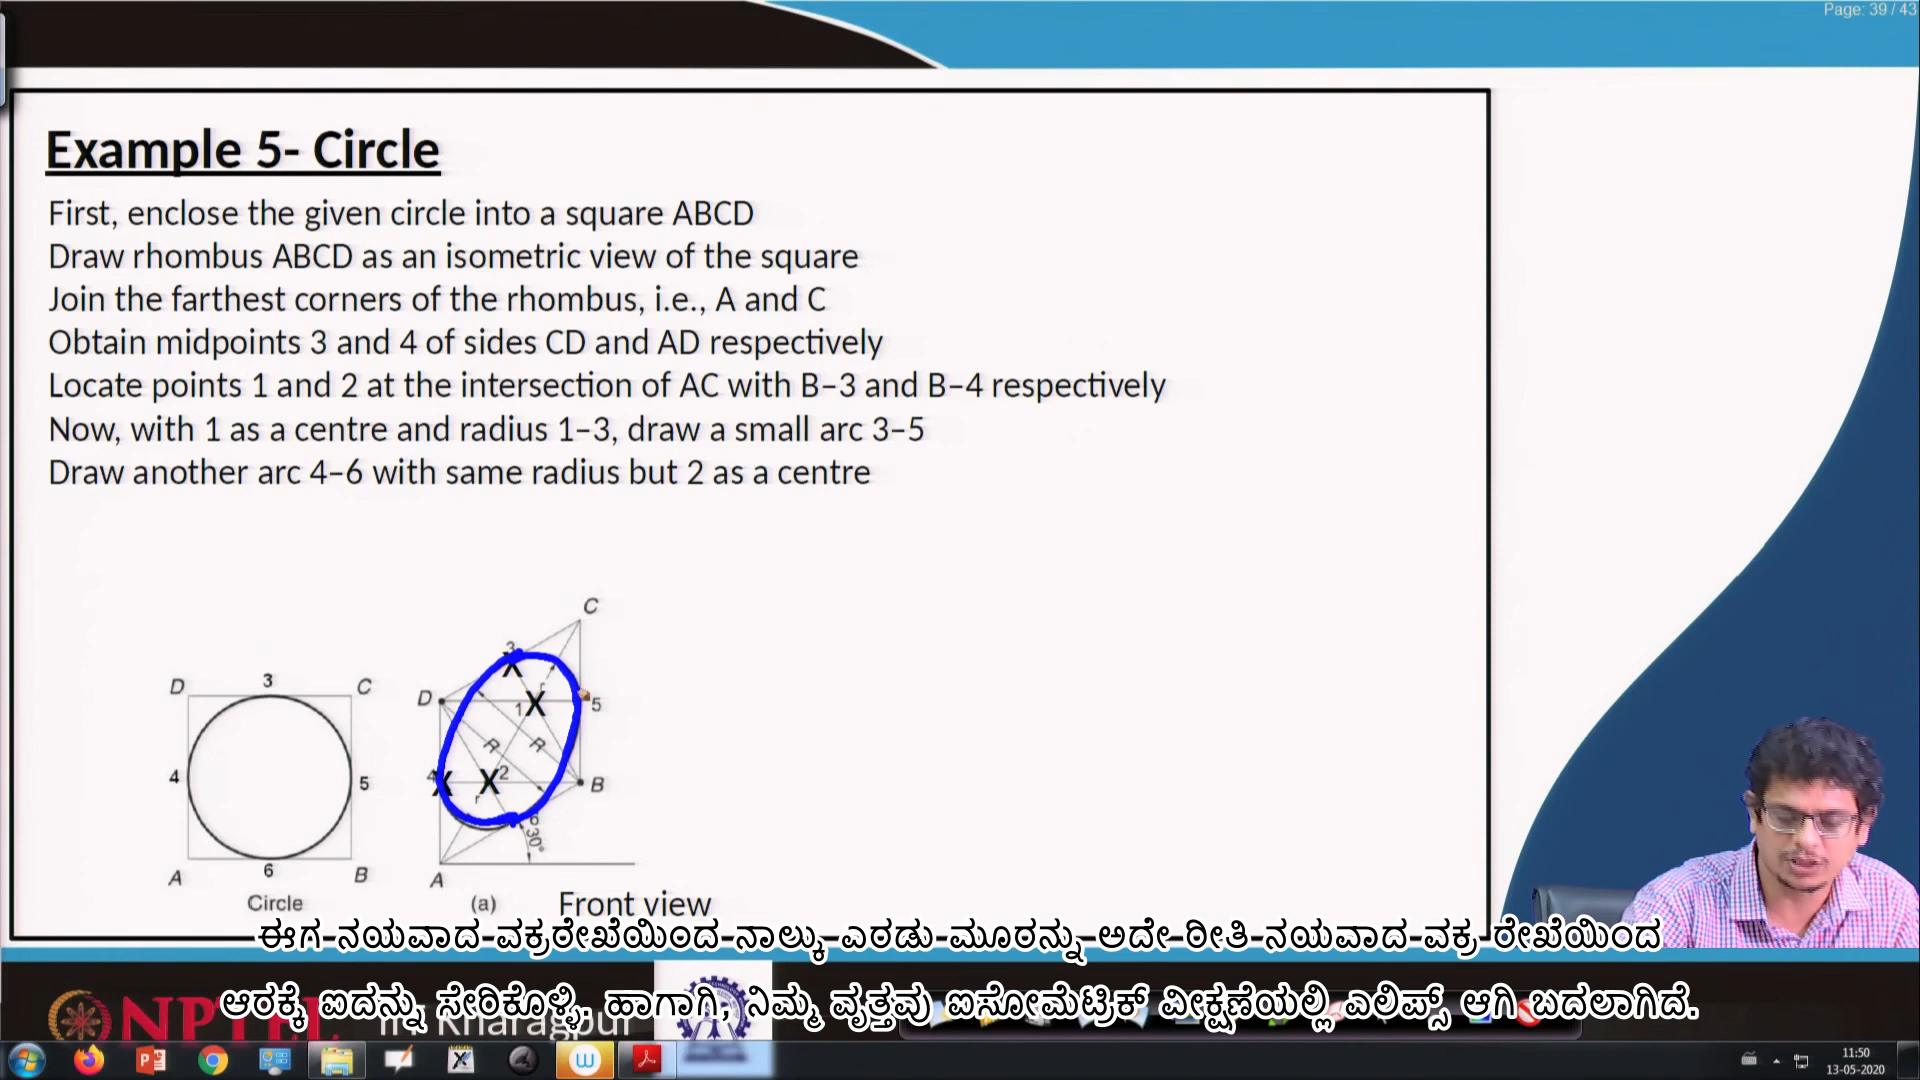 Page: 39 / 43
Example 5- Circle
First, enclose the given circle into a square ABCD
Draw rhombus ABCD as an isometric view of the square
Join the farthest corners of the rhombus, i.e., A and C
Obtain midpoints 3 and 4 of sides CD and AD respectively
Locate points 1 and 2 at the intersection of AC with B–3 and B–4 respectively
Now, with 1 as a centre and radius 1–3, draw a small arc 3–5
Draw another arc 4–6 with same radius but 2 as a centre
C
3
D 3 C
D 1 r 5
4 5
R R
4 2 B
r
30°
A 6 B
A
Circle (a) Front view
ಈಗ ನಯವಾದ ವಕ್ರರೇಖೆಯಿಂದ ನಾಲ್ಕು ಎರಡು ಮೂರನ್ನು ಅದೇ ರೀತಿ ನಯವಾದ ವಕ್ರ ರೇಖೆಯಿಂದ
ಆರಕ್ಕೆ ಐದನ್ನು ಸೇರಿಕೊಳ್ಳಿ. ಹಾಗಾಗಿ, ನಿಮ್ಮ ವೃತ್ತವು ಐಸೋಮೆಟ್ರಿಕ್ ವೀಕ್ಷಣೆಯಲ್ಲಿ ಎಲಿಪ್ಸ್ ಆಗಿ ಬದಲಾಗಿದೆ.
NPTEL IIT Kharagpur
11:50
13-05-2020